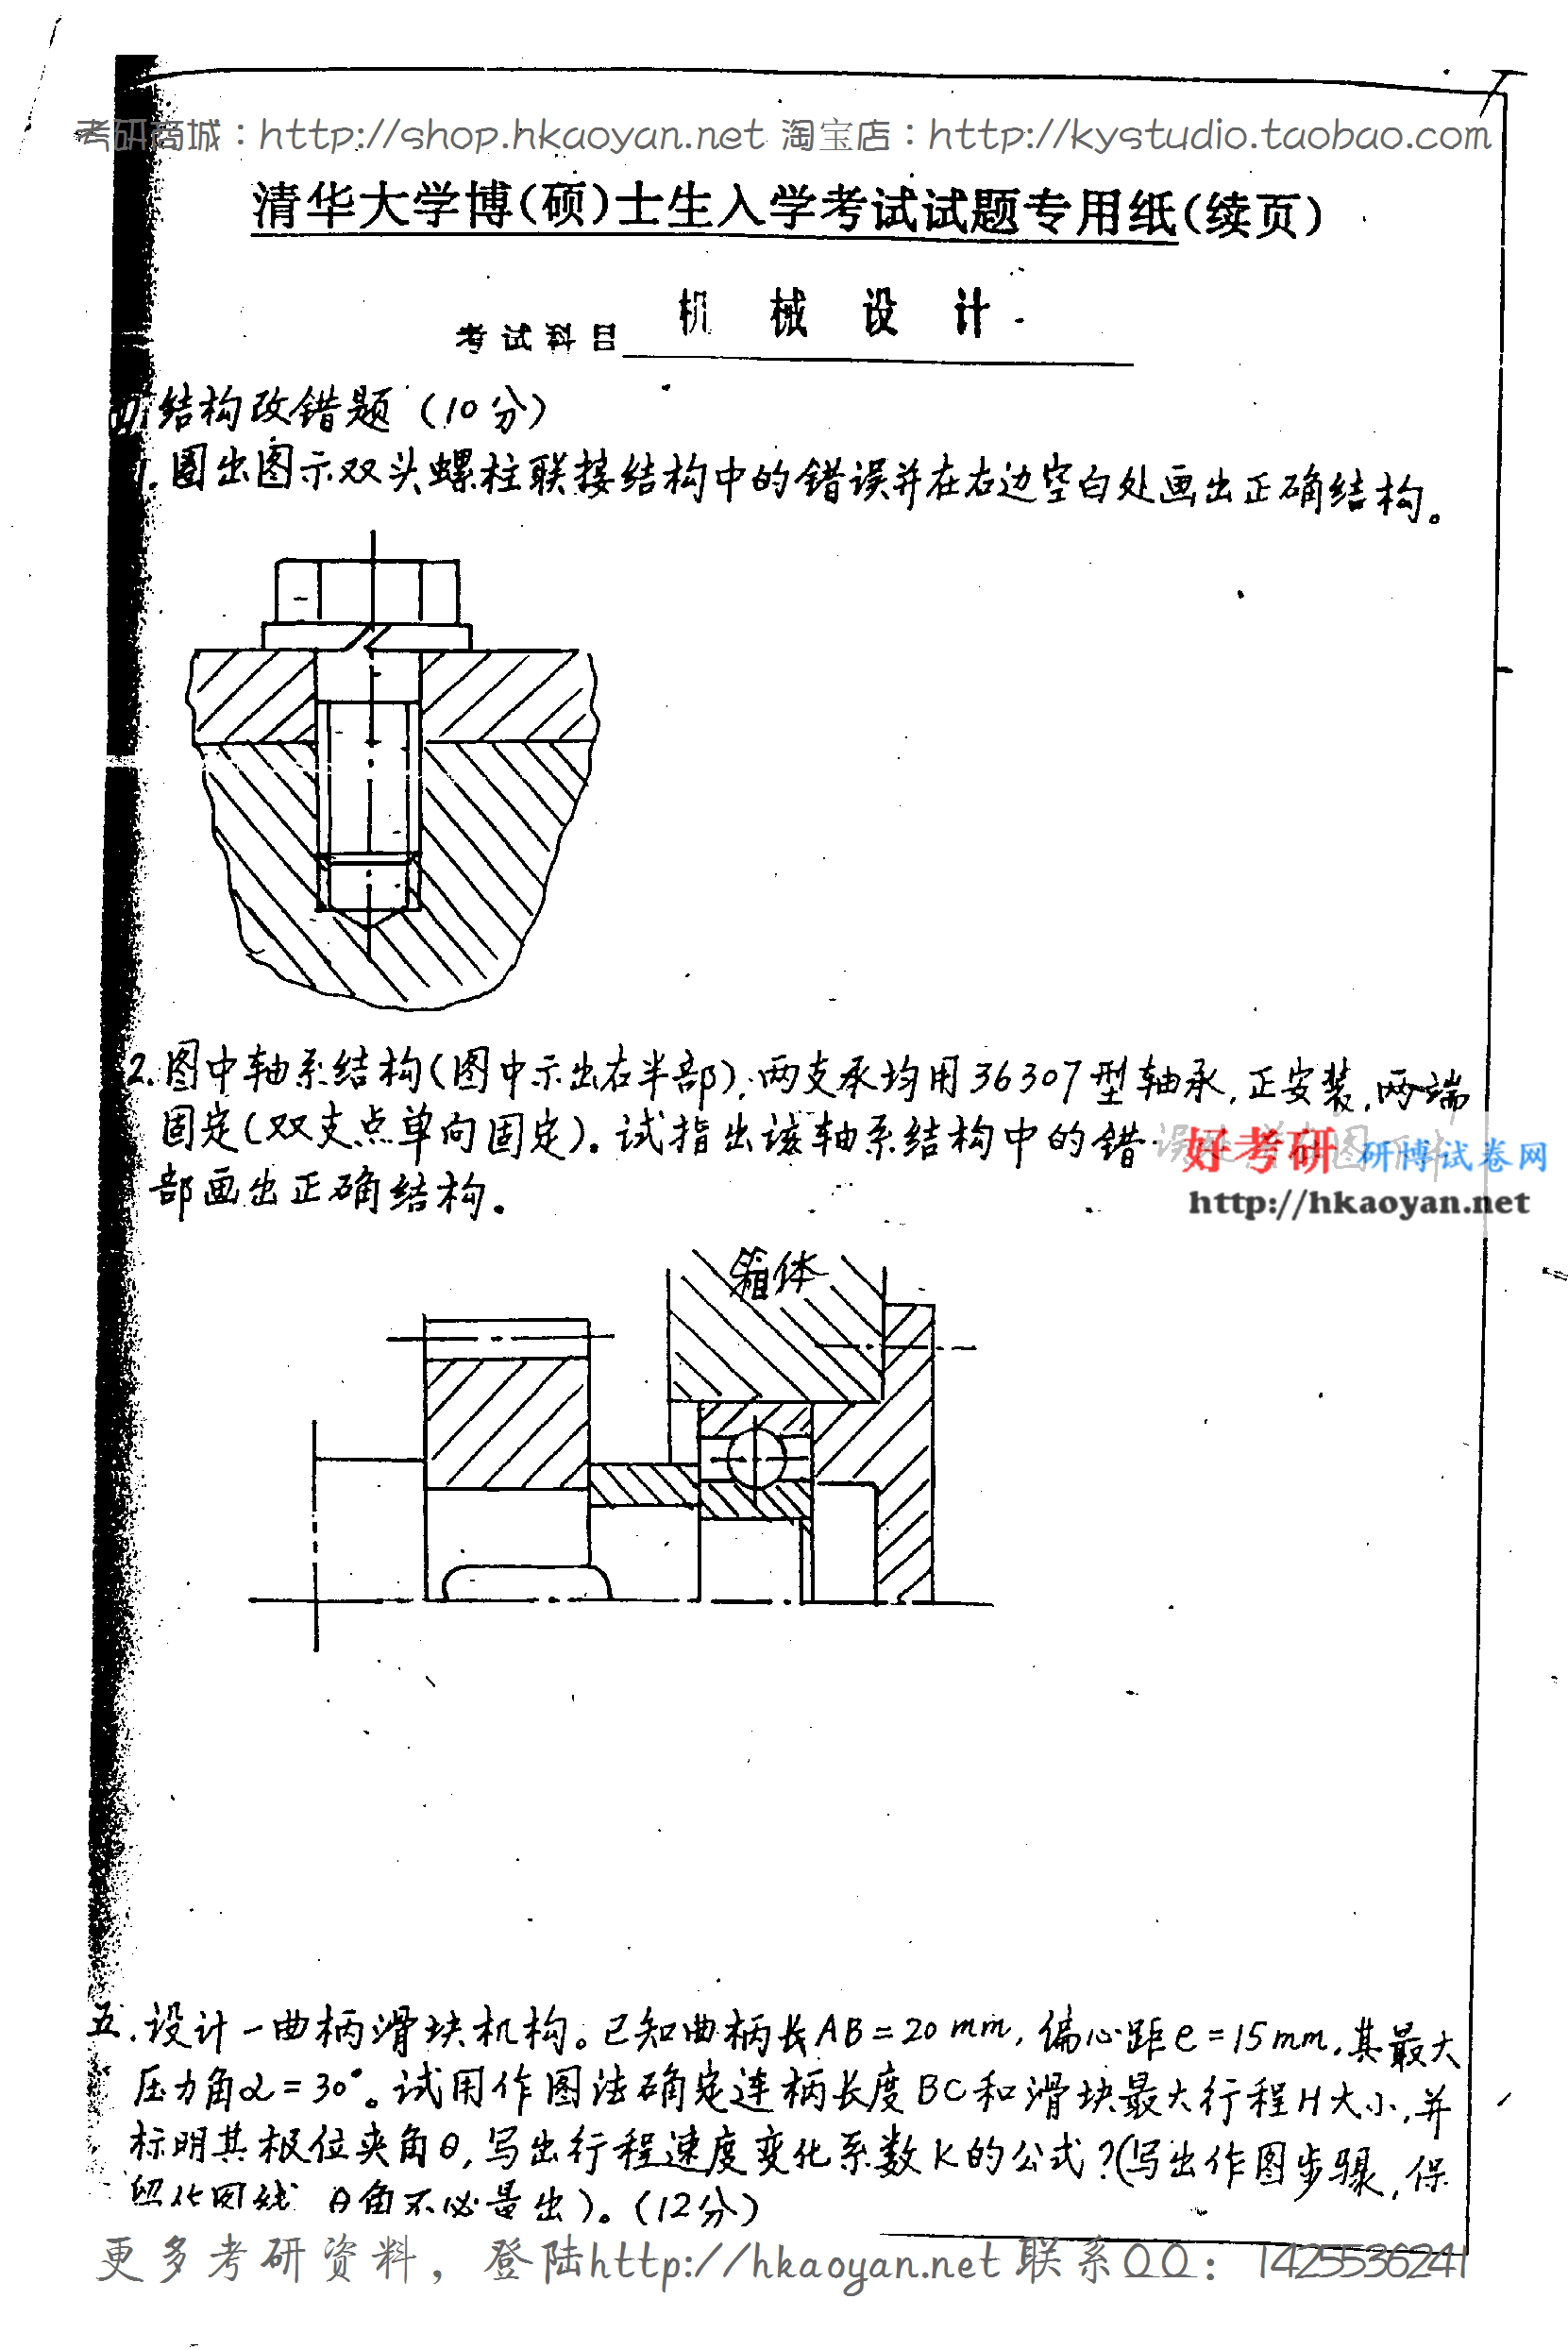 考研商城：http://shop.hkaoyan.net 淘宝店：http://kystudio.taobao.com
清华大学博(硕)士生入学考试试题专用纸(续页)
考试科目 机械设计
四.结构改错题（10分）
1.圈出图示双头螺柱联接结构中的错误并在右边空白处画出正确结构。
2.图中轴系结构(图中示出右半部),两支承均用36307型轴承,正安装,两端
固定(双支点单向固定)。试指出该轴系结构中的错
好考研 研博试卷网
部画出正确结构。
http://hkaoyan.net
箱体
五.设计一曲柄滑块机构。已知曲柄长AB=20mm,偏心距e=15mm,其最大
压力角α=30°。试用作图法确定连柄长度BC和滑块最大行程H大小,并
标明其极位夹角θ,写出行程速度变化系数K的公式?(写出作图步骤,保
θ角不必量出)。(12分)
更多考研资料，登陆http://hkaoyan.net 联系QQ：1425536241